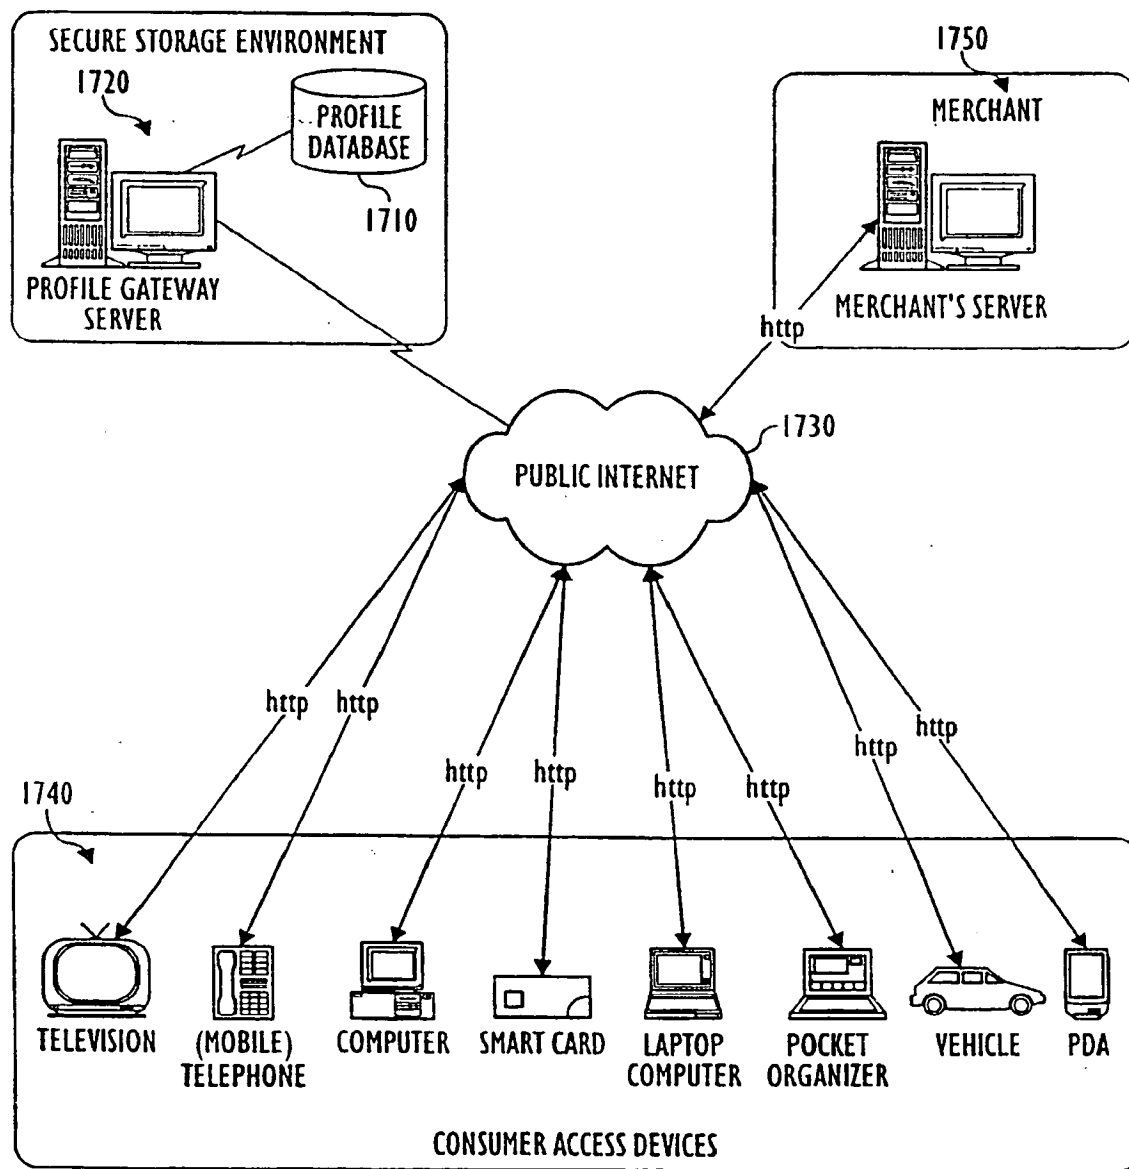 SECURE STORAGE ENVIRONMENT
1720
PROFILE
DATABASE
1710
PROFILE GATEWAY
SERVER
1750
MERCHANT
MERCHANT'S SERVER
http
1730
PUBLIC INTERNET
http
http
http
http
http
http
http
http
1740
TELEVISION
(MOBILE)
TELEPHONE
COMPUTER
SMART CARD
LAPTOP
COMPUTER
POCKET
ORGANIZER
VEHICLE
PDA
CONSUMER ACCESS DEVICES